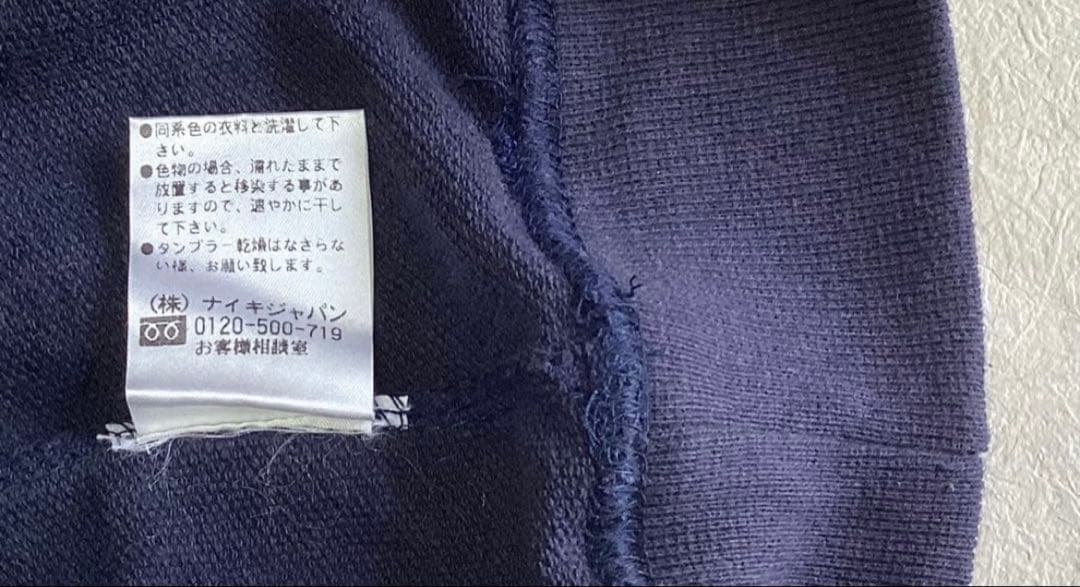 ●同系色の衣料と洗濯して下
さい。
●色物の場合、濡れたままで
放置すると移染する事があ
りますので、速やかに干し
て下さい。
●タンブラー乾燥はなさらな
い様、お願い致します。
(株)ナイキジャパン
0120-500-719
お客様相談室